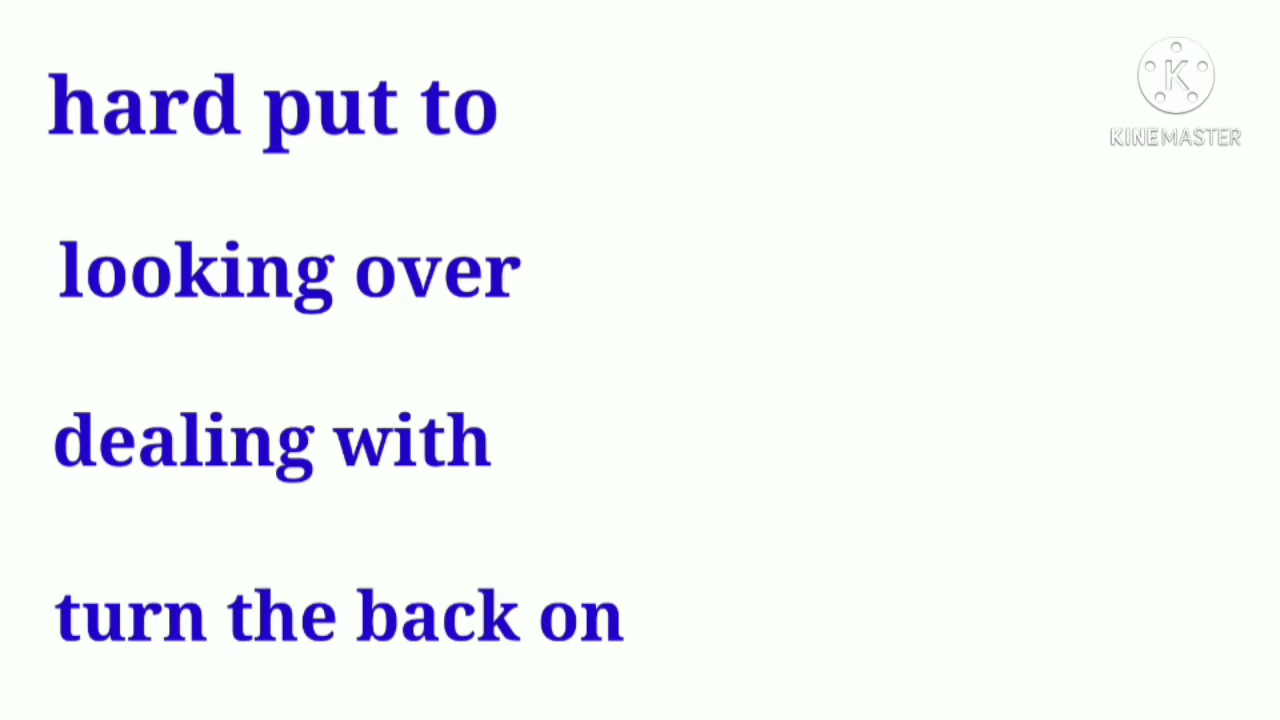 hard put to
KINEMASTER
looking over
dealing with
turn the back on